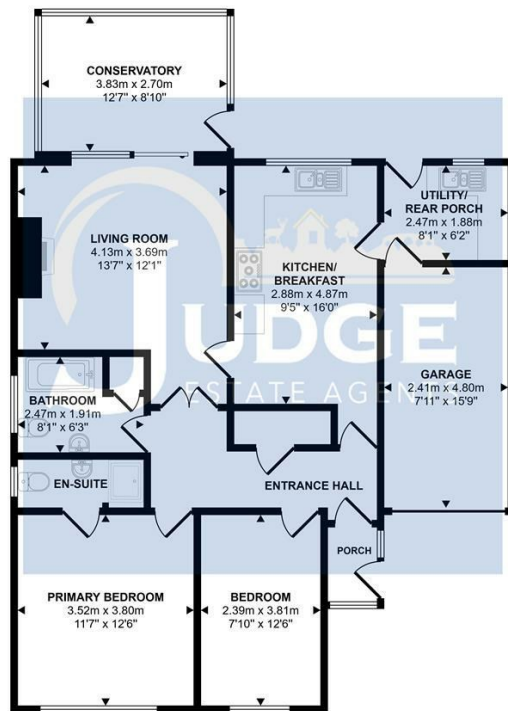 CONSERVATORY
3.83m x 2.70m
12'7" x 8'10"
LIVING ROOM
4.13m x 3.69m
13'7" x 12'1"
KITCHEN/
BREAKFAST
2.88m x 4.87m
9'5" x 16'0"
UTILITY/
REAR PORCH
2.47m x 1.88m
8'1" x 6'2"
JUDGE
ESTATE AGENTS
GARAGE
2.41m x 4.80m
7'11" x 15'9"
BATHROOM
2.47m x 1.91m
8'1" x 6'3"
EN-SUITE
ENTRANCE HALL
PORCH
PRIMARY BEDROOM
3.52m x 3.80m
11'7" x 12'6"
BEDROOM
2.39m x 3.81m
7'10" x 12'6"